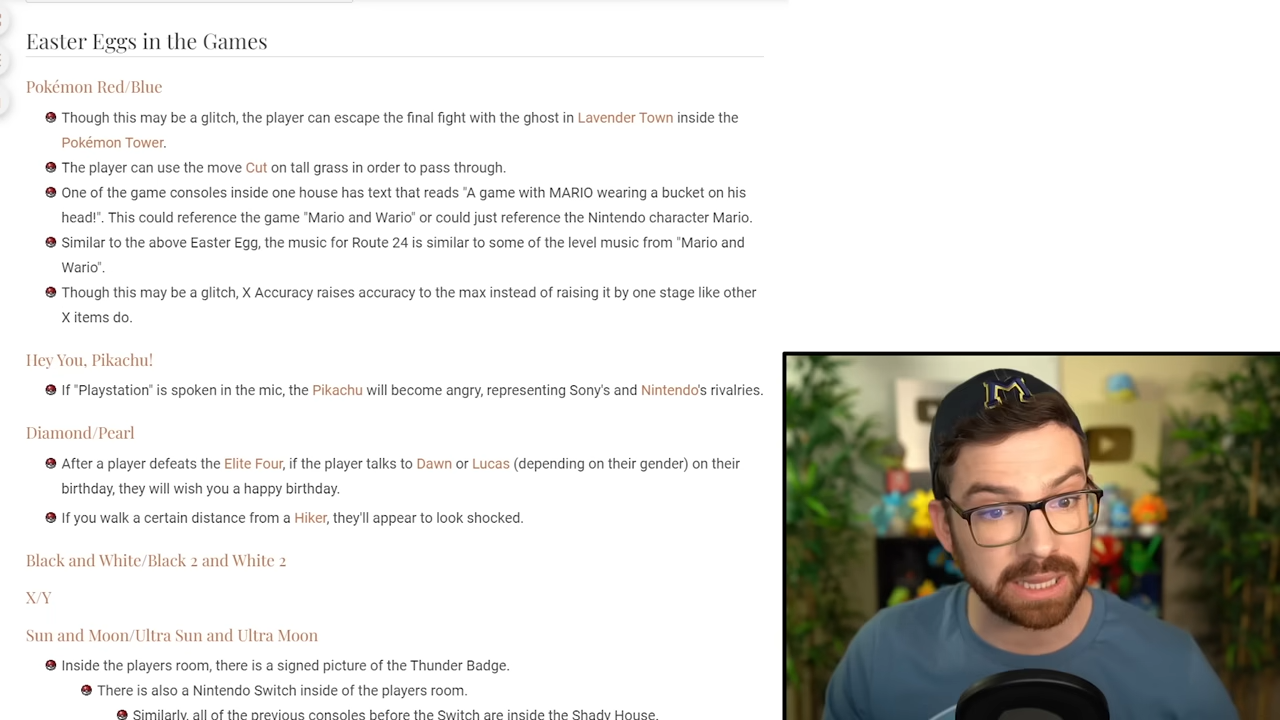 Easter Eggs in the Games
Pokémon Red/Blue
Though this may be a glitch, the player can escape the final fight with the ghost in Lavender Town inside the
Pokémon Tower.
The player can use the move Cut on tall grass in order to pass through.
One of the game consoles inside one house has text that reads "A game with MARIO wearing a bucket on his
head!". This could reference the game "Mario and Wario" or could just reference the Nintendo character Mario.
Similar to the above Easter Egg, the music for Route 24 is similar to some of the level music from "Mario and
Wario".
Though this may be a glitch, X Accuracy raises accuracy to the max instead of raising it by one stage like other
X items do.
Hey You, Pikachu!
If "Playstation" is spoken in the mic, the Pikachu will become angry, representing Sony's and Nintendo's rivalries.
Diamond/Pearl
After a player defeats the Elite Four, if the player talks to Dawn or Lucas (depending on their gender) on their
birthday, they will wish you a happy birthday.
If you walk a certain distance from a Hiker, they'll appear to look shocked.
Black and White/Black 2 and White 2
X/Y
Sun and Moon/Ultra Sun and Ultra Moon
Inside the players room, there is a signed picture of the Thunder Badge.
There is also a Nintendo Switch inside of the players room.
Similarly, all of the previous consoles before the Switch are inside the Shady House.
M